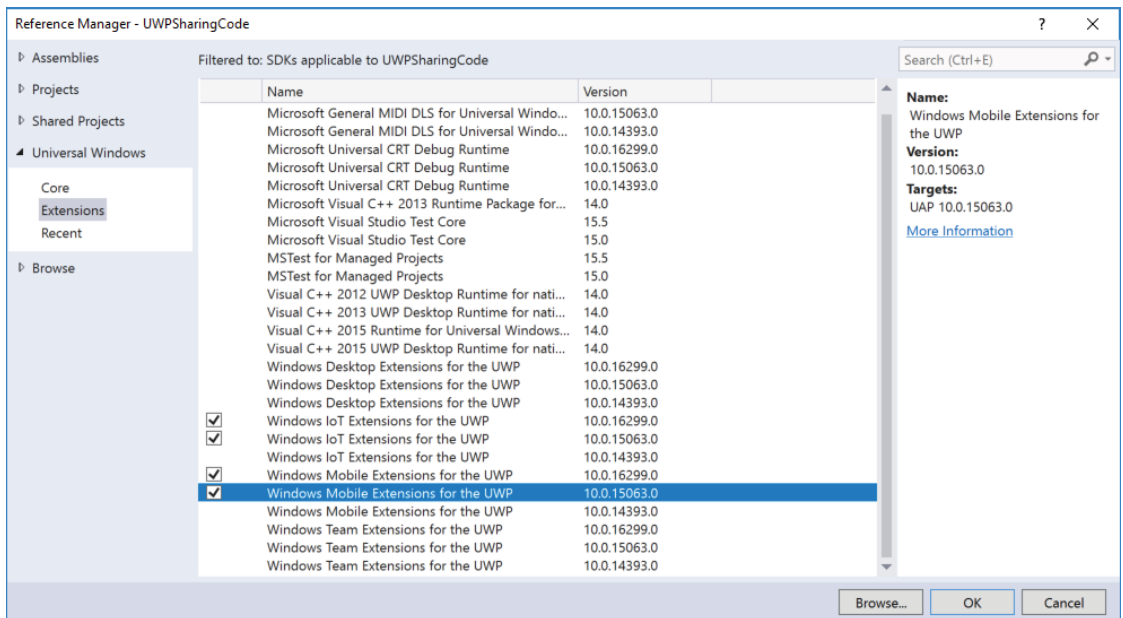 Reference Manager - UWPSharingCode ? ×
Assemblies
Projects
Shared Projects
Universal Windows
Core
Extensions
Recent
Browse
Filtered to: SDKs applicable to UWPSharingCode
Name Version
Microsoft General MIDI DLS for Universal Windo... 10.0.15063.0
Microsoft General MIDI DLS for Universal Windo... 10.0.14393.0
Microsoft Universal CRT Debug Runtime 10.0.16299.0
Microsoft Universal CRT Debug Runtime 10.0.15063.0
Microsoft Universal CRT Debug Runtime 10.0.14393.0
Microsoft Visual C++ 2013 Runtime Package for... 14.0
Microsoft Visual Studio Test Core 15.5
Microsoft Visual Studio Test Core 15.0
MSTest for Managed Projects 15.5
MSTest for Managed Projects 15.0
Visual C++ 2012 UWP Desktop Runtime for nati... 14.0
Visual C++ 2013 UWP Desktop Runtime for nati... 14.0
Visual C++ 2015 Runtime for Universal Windows... 14.0
Visual C++ 2015 UWP Desktop Runtime for nati... 14.0
Windows Desktop Extensions for the UWP 10.0.16299.0
Windows Desktop Extensions for the UWP 10.0.15063.0
Windows Desktop Extensions for the UWP 10.0.14393.0
Windows IoT Extensions for the UWP 10.0.16299.0
Windows IoT Extensions for the UWP 10.0.15063.0
Windows IoT Extensions for the UWP 10.0.14393.0
Windows Mobile Extensions for the UWP 10.0.16299.0
Windows Mobile Extensions for the UWP 10.0.15063.0
Windows Mobile Extensions for the UWP 10.0.14393.0
Windows Team Extensions for the UWP 10.0.16299.0
Windows Team Extensions for the UWP 10.0.15063.0
Windows Team Extensions for the UWP 10.0.14393.0
Search (Ctrl+E)
Name:
Windows Mobile Extensions for
the UWP
Version:
10.0.15063.0
Targets:
UAP 10.0.15063.0
More Information
Browse... OK Cancel